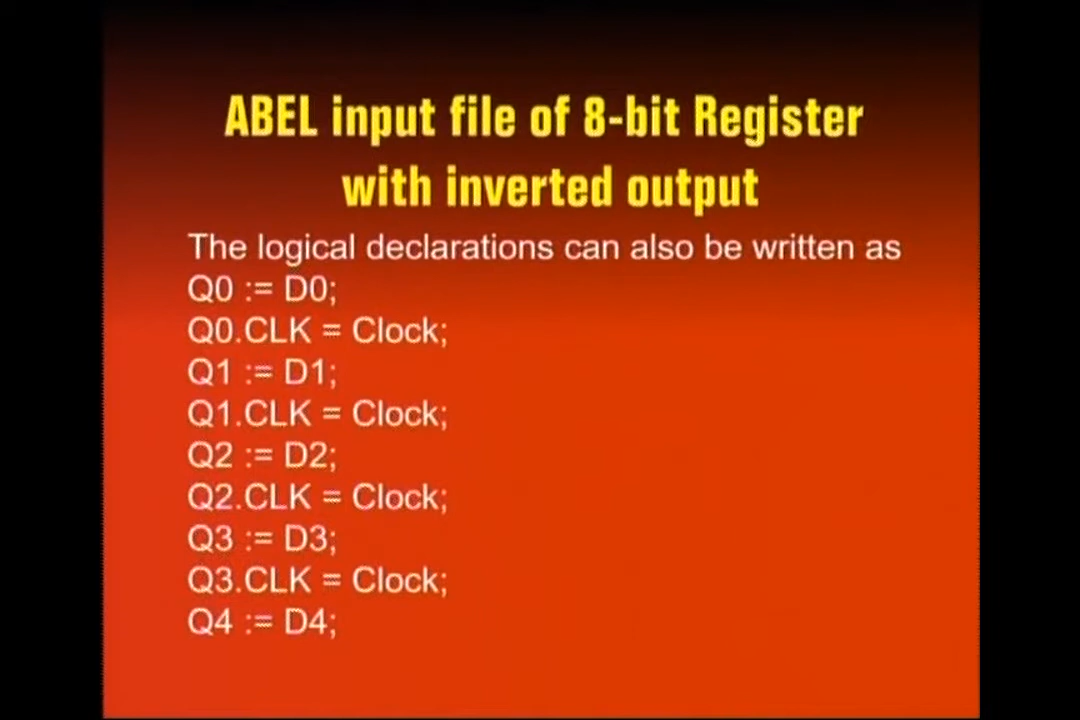 ABEL input file of 8-bit Register
with inverted output
The logical declarations can also be written as
Q0 := D0;
Q0.CLK = Clock;
Q1 := D1;
Q1.CLK = Clock;
Q2 := D2;
Q2.CLK = Clock;
Q3 := D3;
Q3.CLK = Clock;
Q4 := D4;